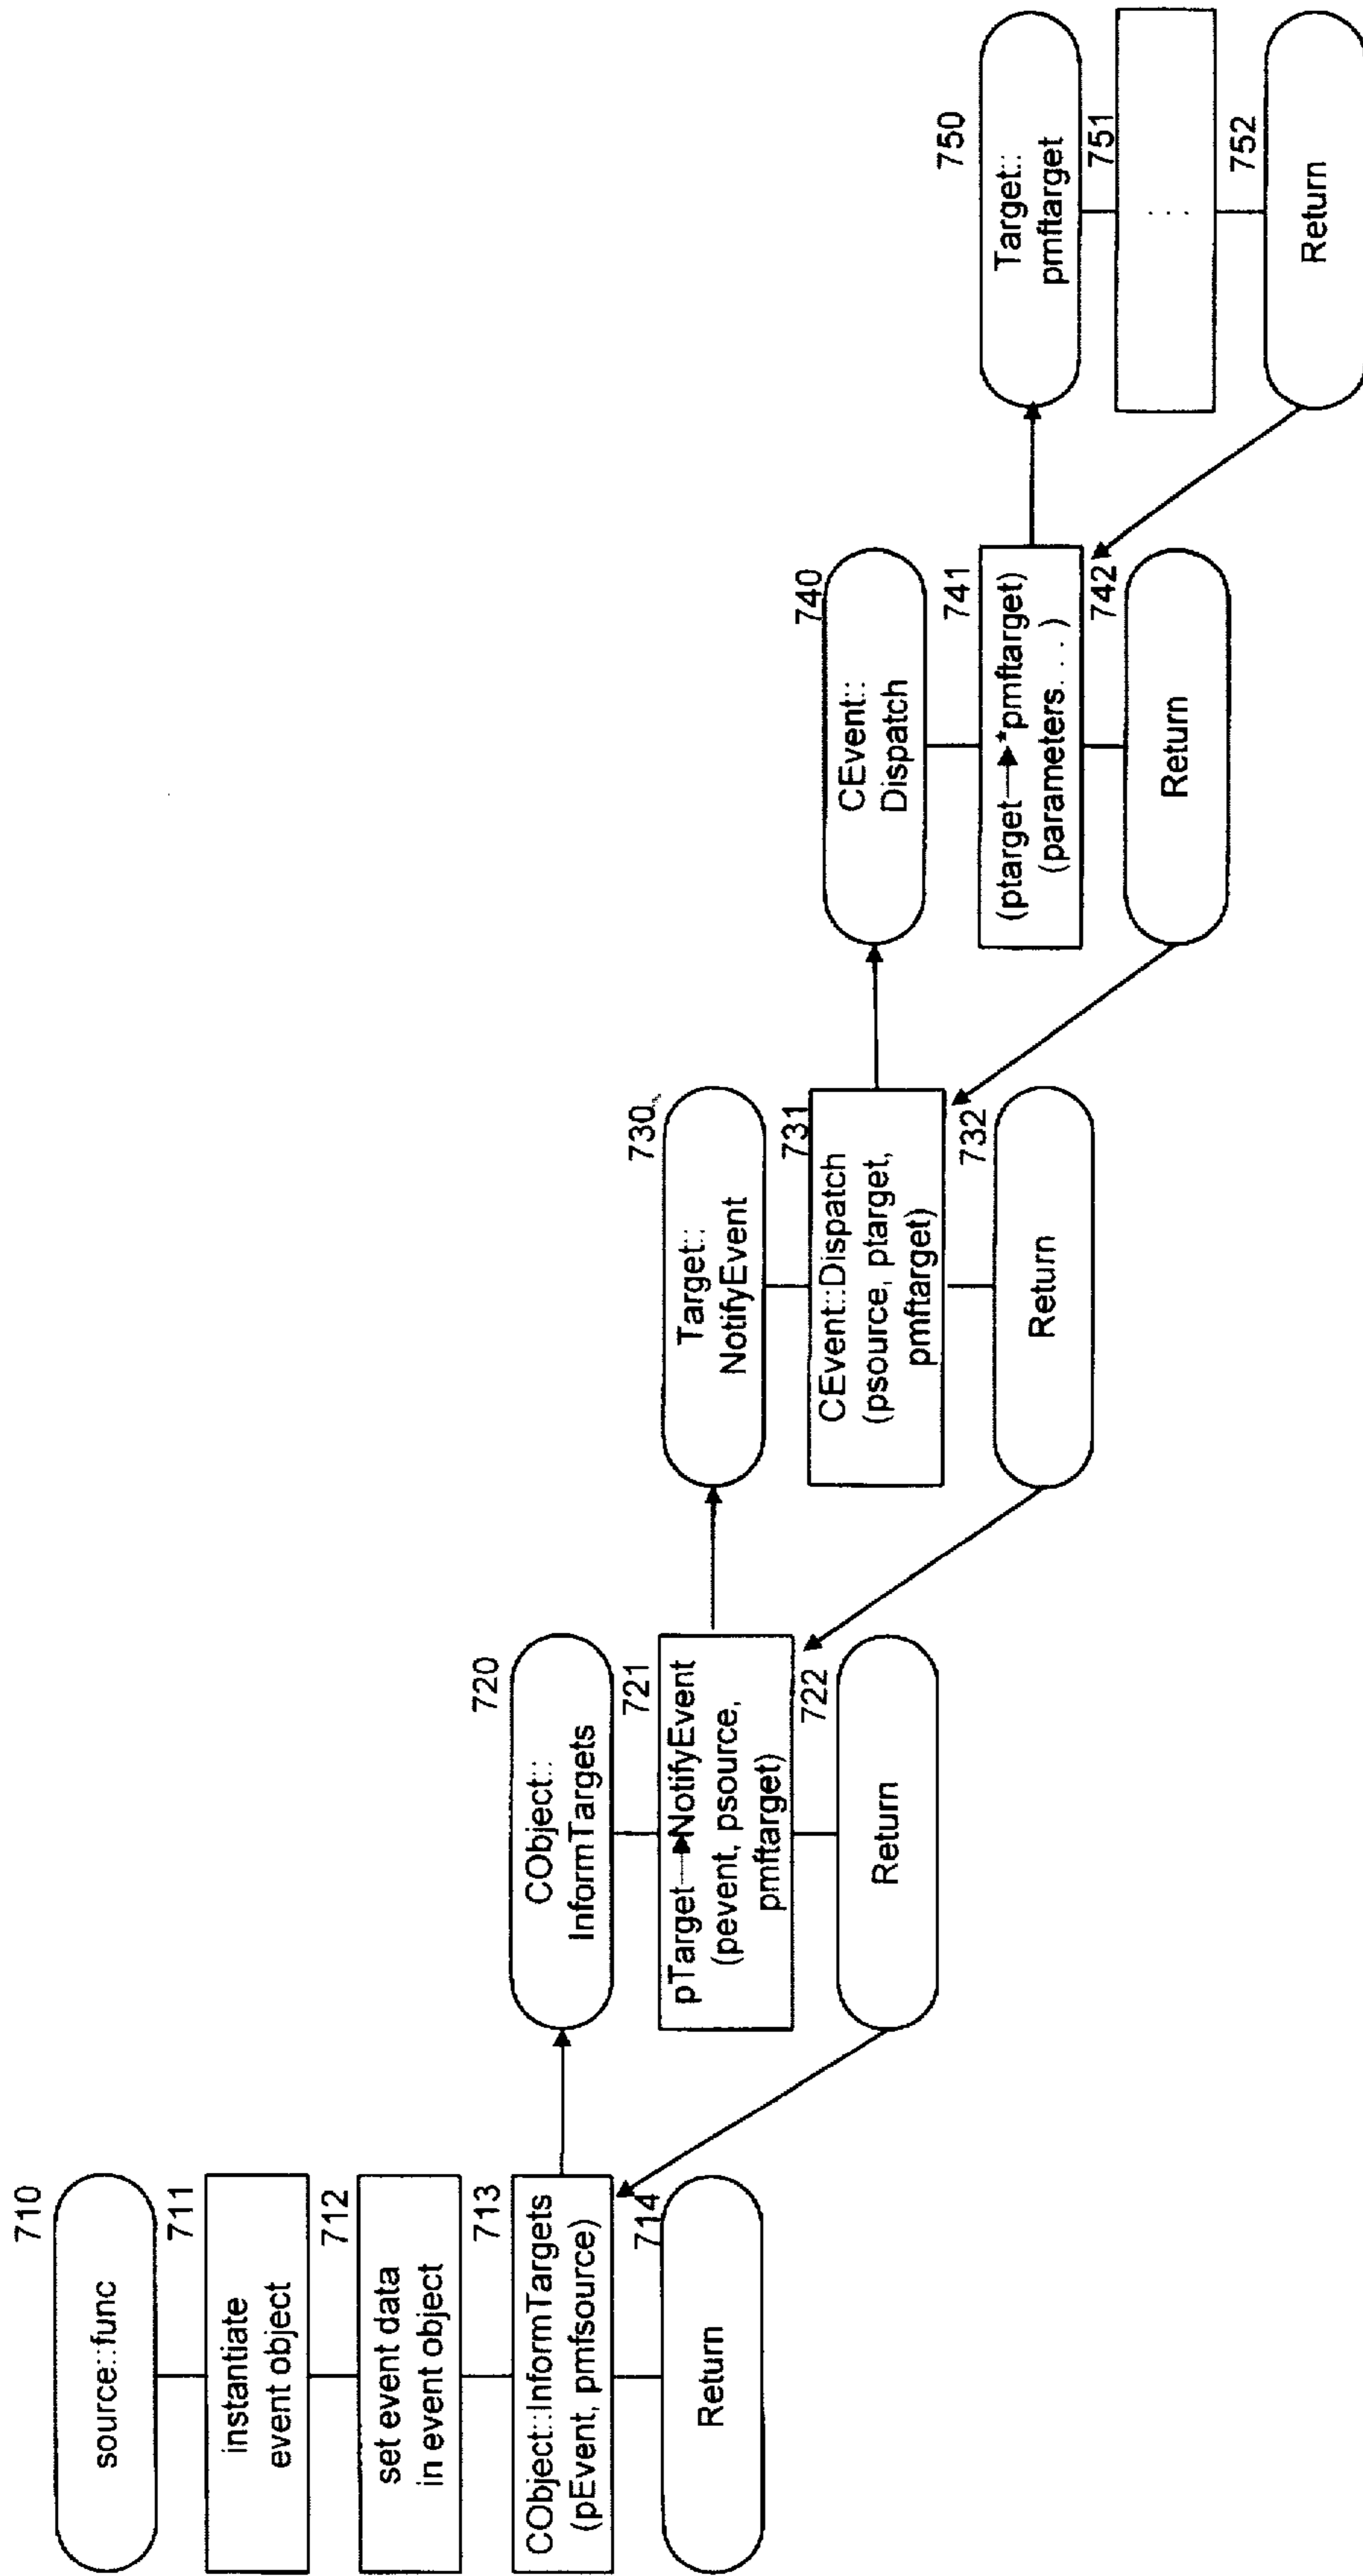 710
source::func
711
instantiate
event object
712
set event data
in event object
713
CObject::InformTargets
(pEvent, pmfsource)
714
Return
720
CObject::
InformTargets
721
pTarget→NotifyEvent
(pevent, psource,
pmftarget)
722
Return
730
Target::
NotifyEvent
731
CEvent::Dispatch
(psource, ptarget,
pmftarget)
732
Return
740
CEvent::
Dispatch
741
(ptarget→*pmftarget)
(parameters. . . )
742
Return
750
Target::
pmftarget
751
. . .
752
Return